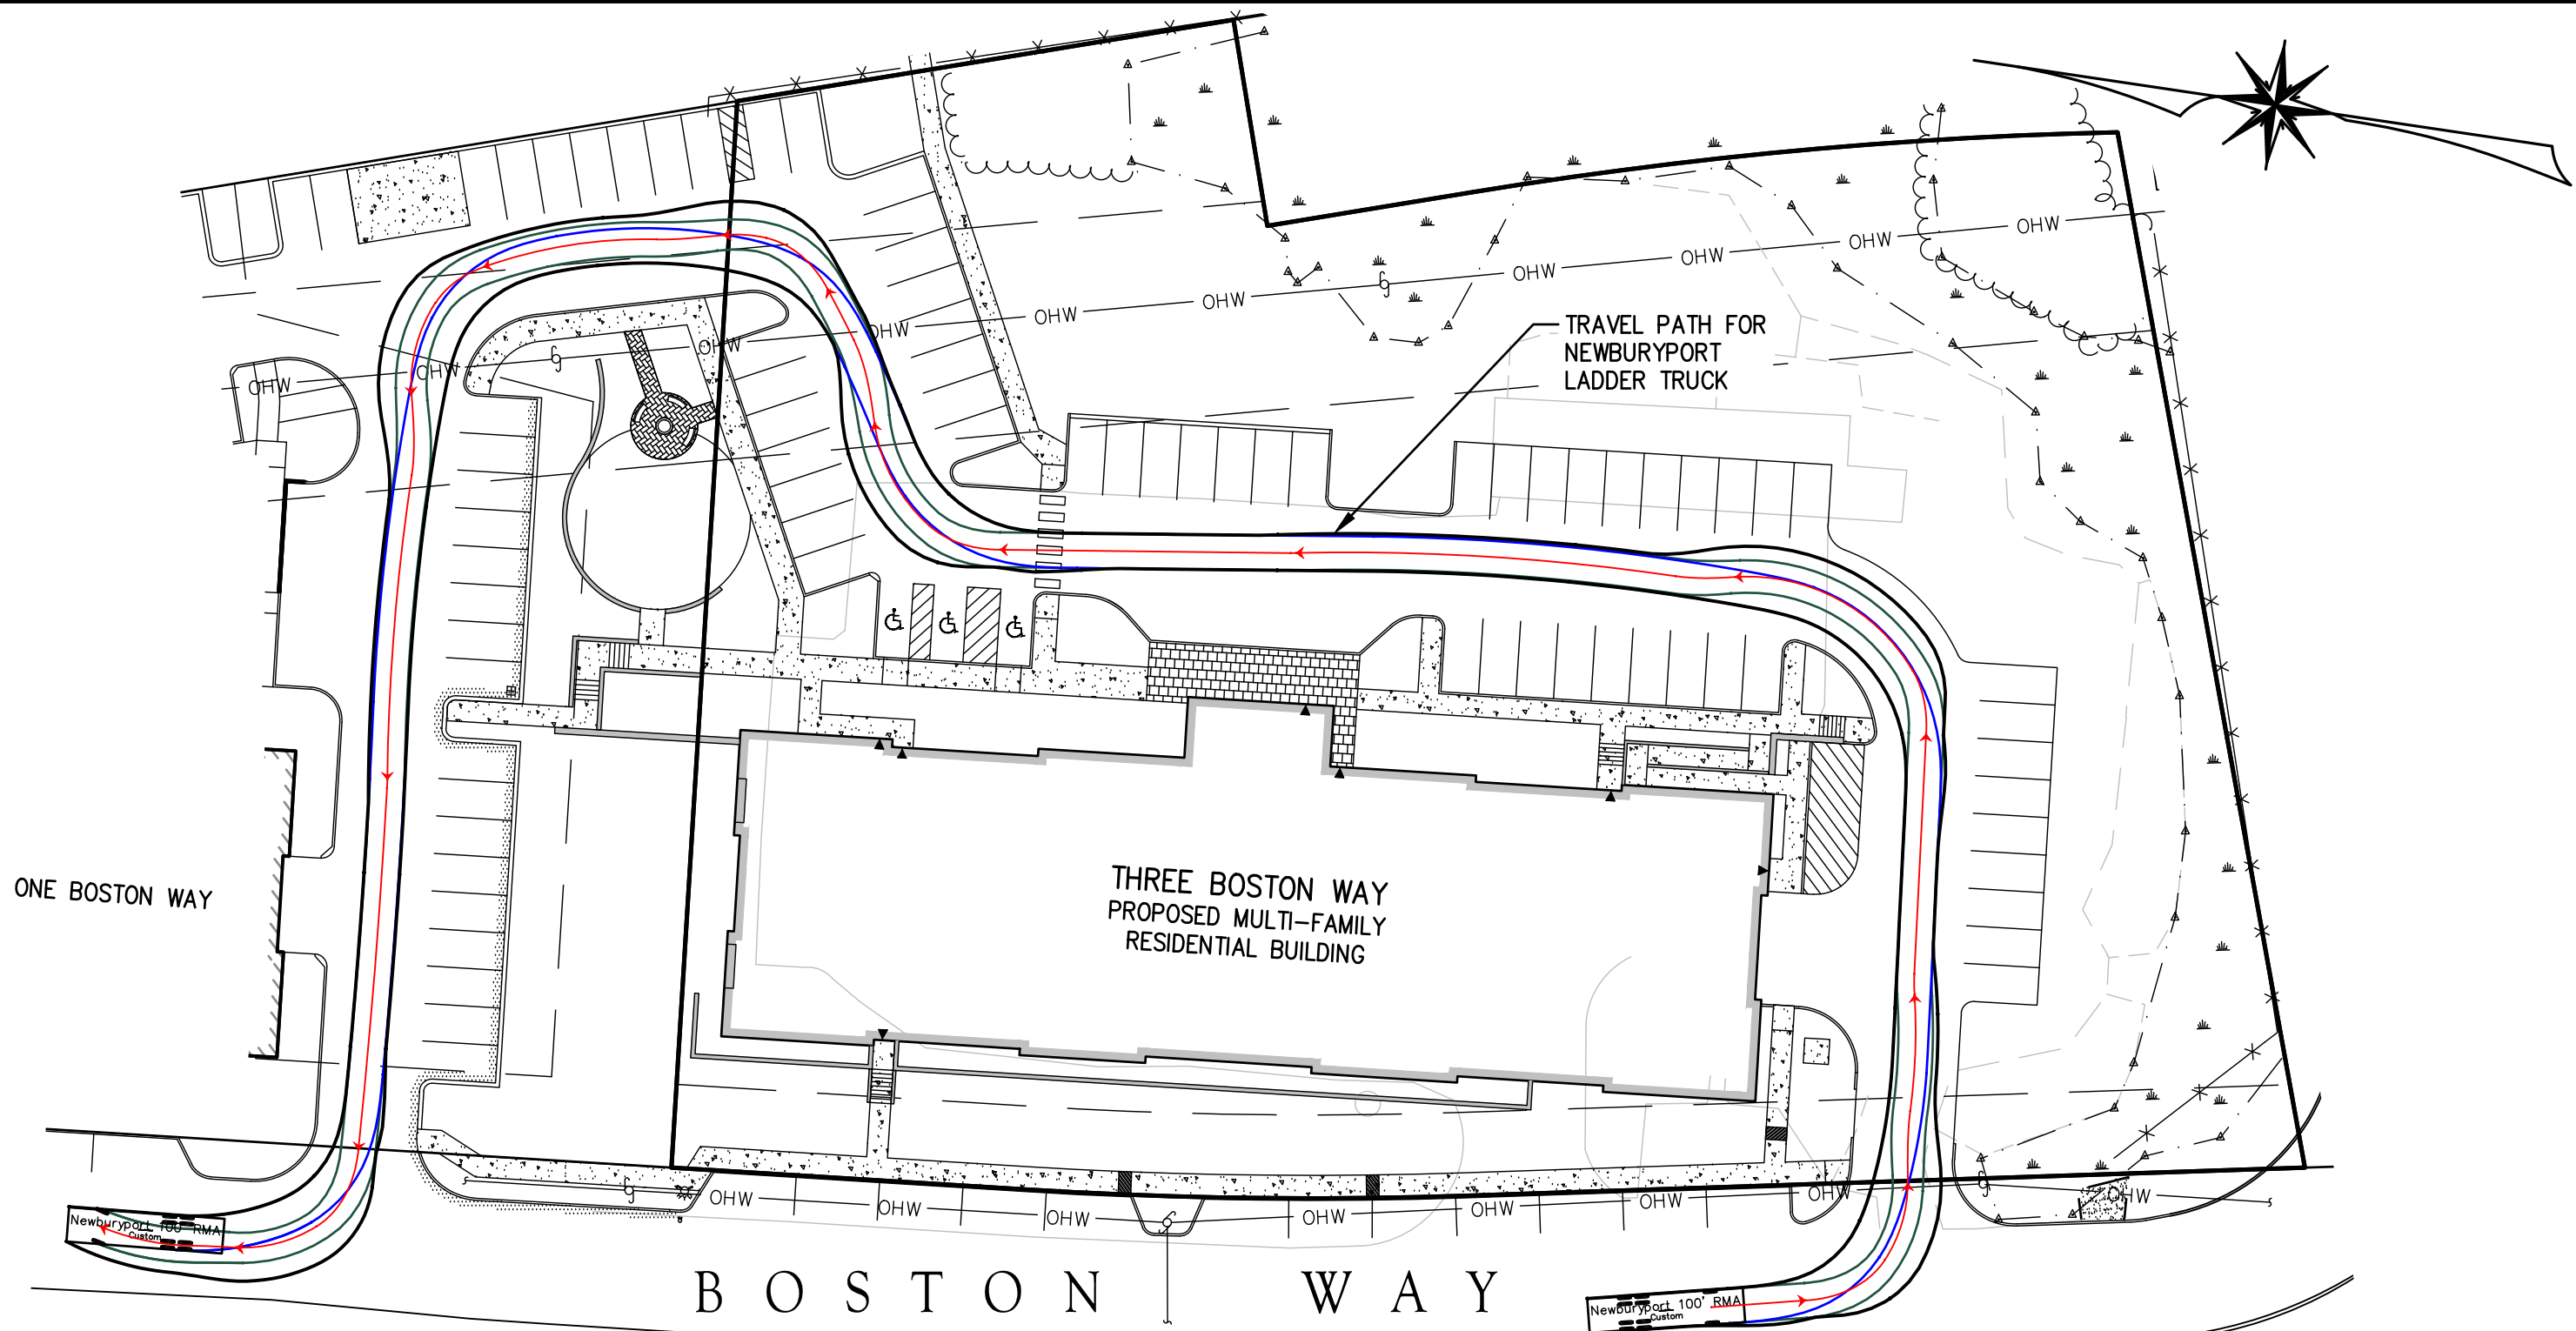 OHW
OHW
OHW
OHW
OHW
OHW
OHW
OHW
OHW
OHW
TRAVEL PATH FOR
NEWBURYPORT
LADDER TRUCK
ONE BOSTON WAY
THREE BOSTON WAY
PROPOSED MULTI-FAMILY
RESIDENTIAL BUILDING
OHW
OHW
OHW
OHW
OHW
OHW
OHW
OHW
Newburyport 100' RMA
Custom
BOSTON WAY
Newburyport 100' RMA
Custom